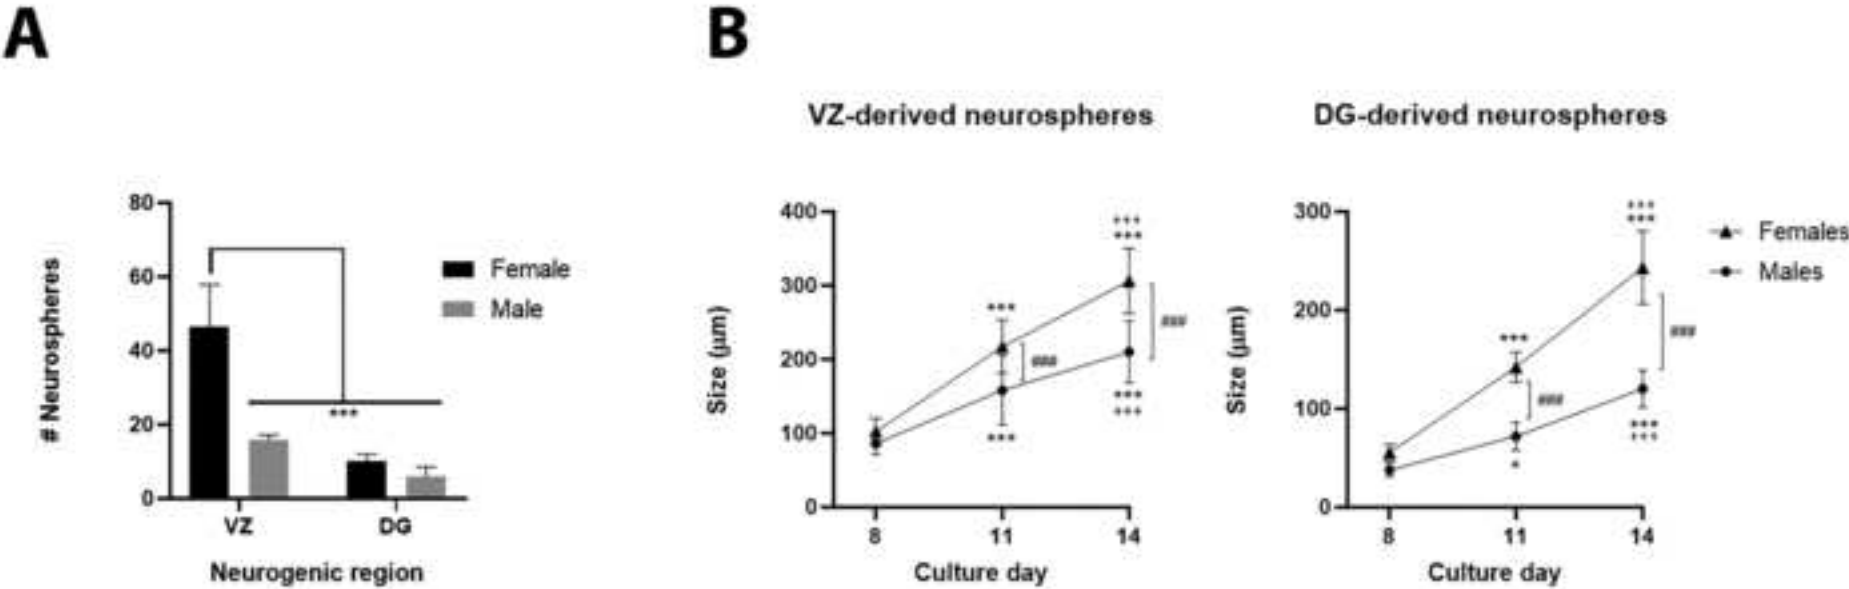 A
# Neurospheres
80
60
40
20
0
***
VZ
DG
Neurogenic region
Female
Male
B
VZ-derived neurospheres
Size (µm)
400
300
200
100
0
***
***
###
+++
***
###
***
+++
8
11
14
Culture day
DG-derived neurospheres
Size (µm)
300
200
100
0
***
*
###
+++
***
###
***
+++
8
11
14
Culture day
Females
Males